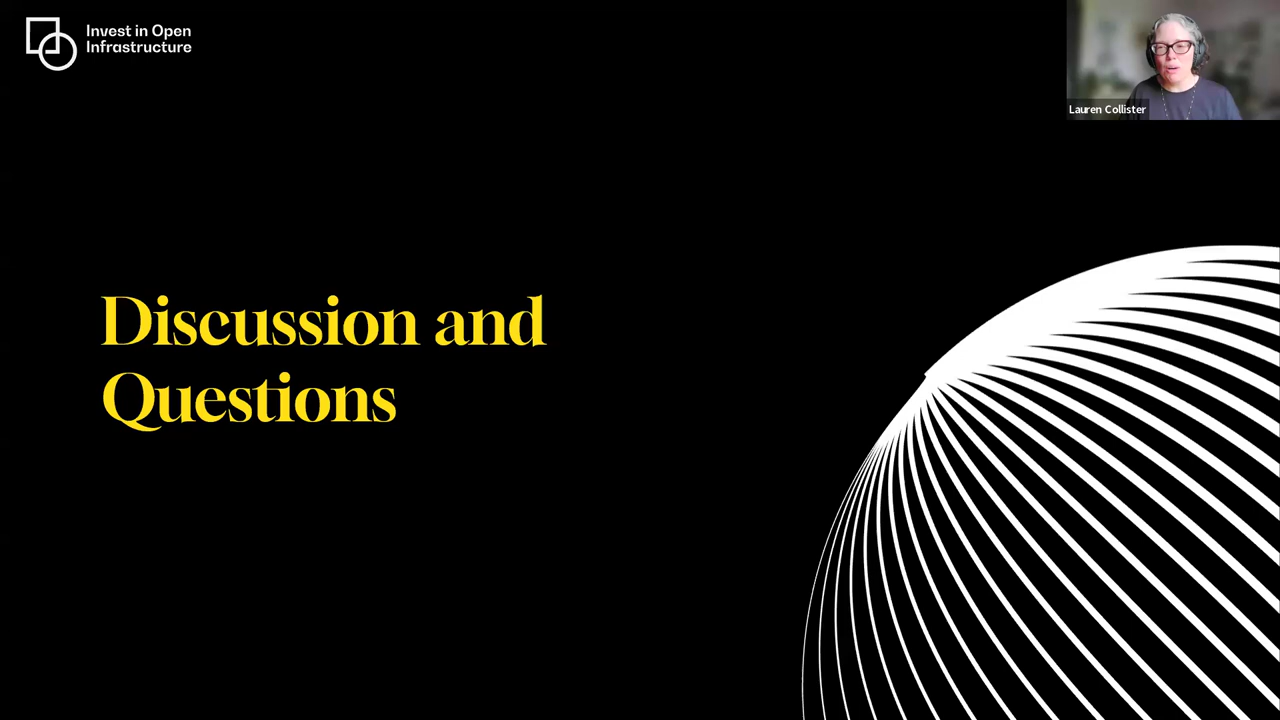 Invest in Open
Infrastructure
Lauren Collister
Discussion and
Questions